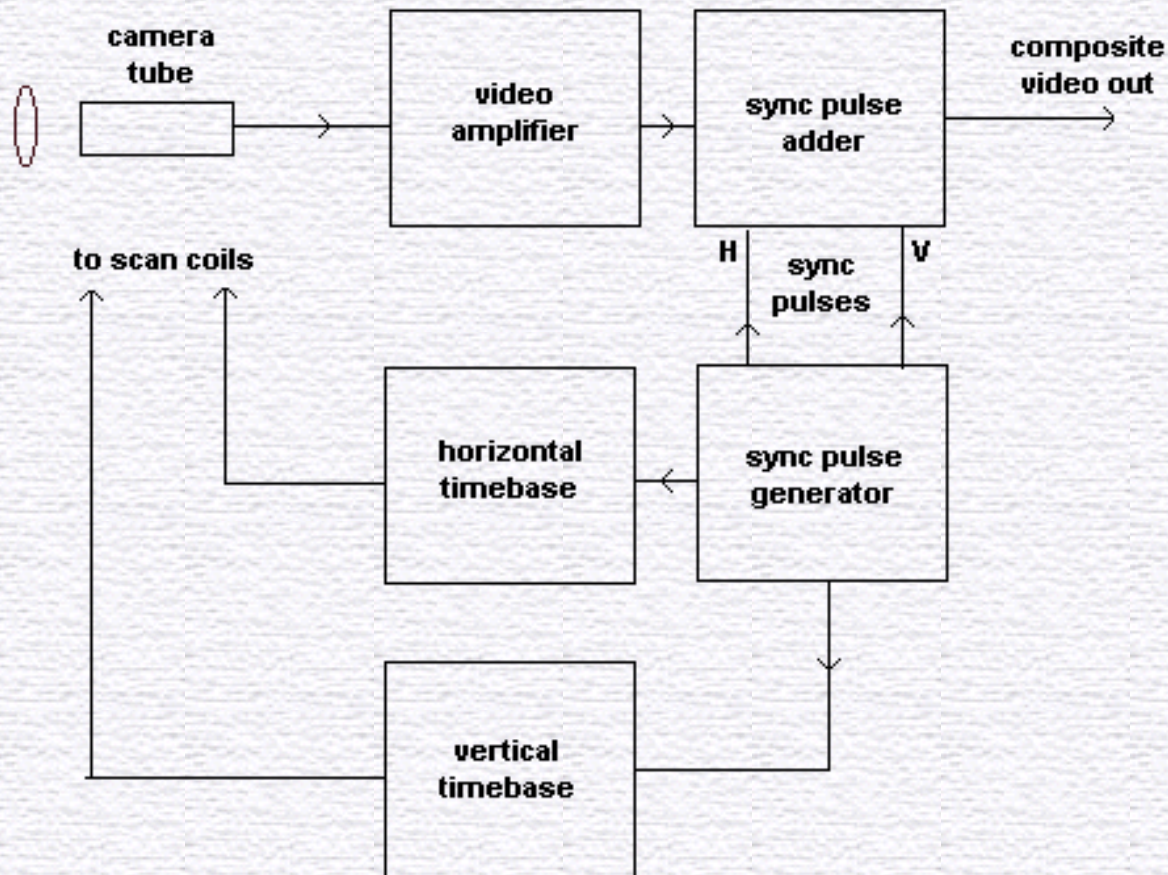 camera
tube
video
amplifier
sync pulse
adder
composite
video out
to scan coils
H
sync
pulses
V
horizontal
timebase
sync pulse
generator
vertical
timebase